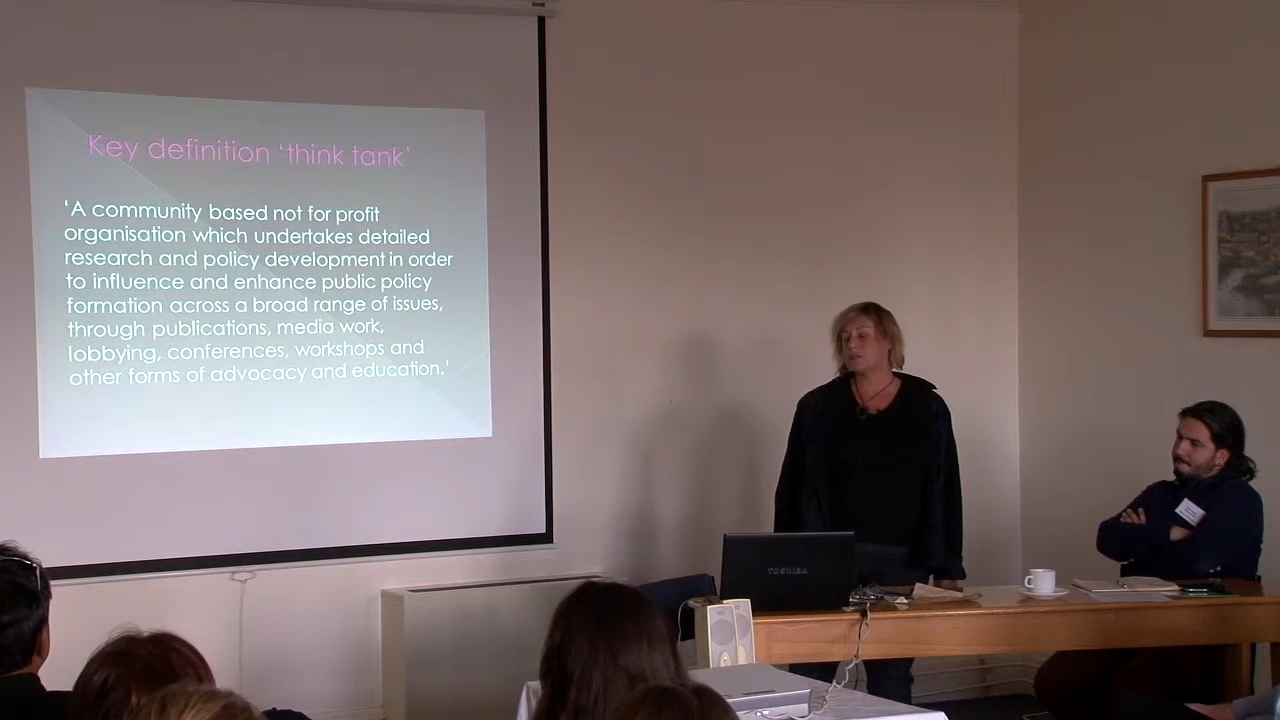 Key definition ‘think tank’
‘A community based not for profit
organisation which undertakes detailed
research and policy development in order
to influence and enhance public policy
formation across a broad range of issues,
through publications, media work,
lobbying, conferences, workshops and
other forms of advocacy and education.’
TOSHIBA